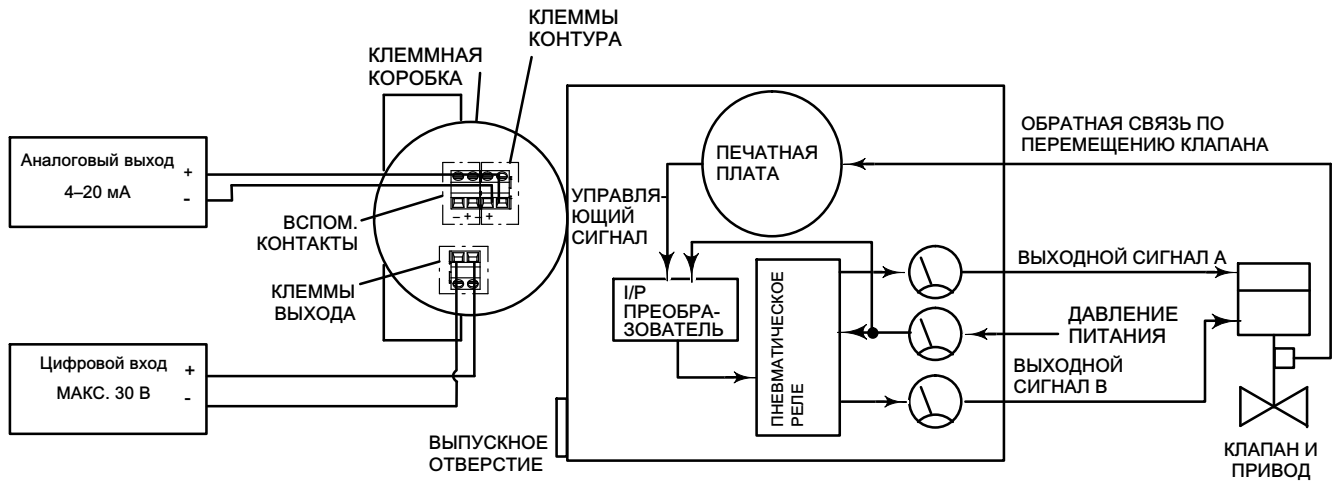 КЛЕММЫ
КОНТУРА
КЛЕММНАЯ
КОРОБКА
Аналоговый выход
4–20 мА
+
-
ВСПОМ.
КОНТАКТЫ
– + – +
КЛЕММЫ
ВЫХОДА
Цифровой вход
МАКС. 30 В
+
-
УПРАВЛЯ-
ЮЩИЙ
СИГНАЛ
ПЕЧАТНАЯ
ПЛАТА
I/P
ПРЕОБРА-
ЗОВАТЕЛЬ
ПНЕВМАТИЧЕСКОЕ
РЕЛЕ
ВЫПУСКНОЕ
ОТВЕРСТИЕ
ОБРАТНАЯ СВЯЗЬ ПО
ПЕРЕМЕЩЕНИЮ КЛАПАНА
ВЫХОДНОЙ СИГНАЛ A
ДАВЛЕНИЕ
ПИТАНИЯ
ВЫХОДНОЙ
СИГНАЛ B
КЛАПАН И
ПРИВОД